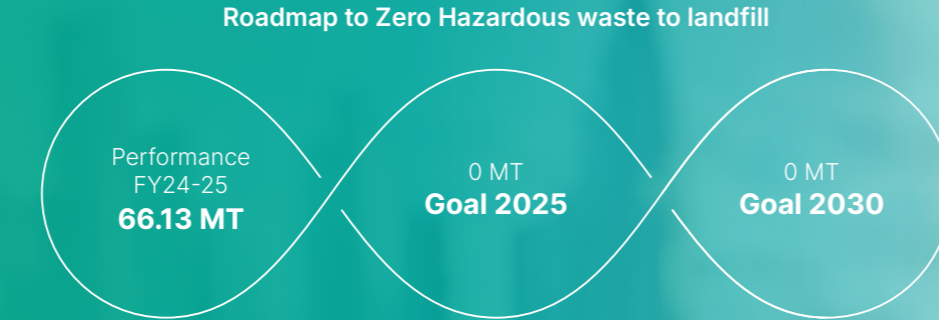 Roadmap to Zero Hazardous waste to landfill
Performance
FY24-25
66.13 MT
0 MT
Goal 2025
0 MT
Goal 2030